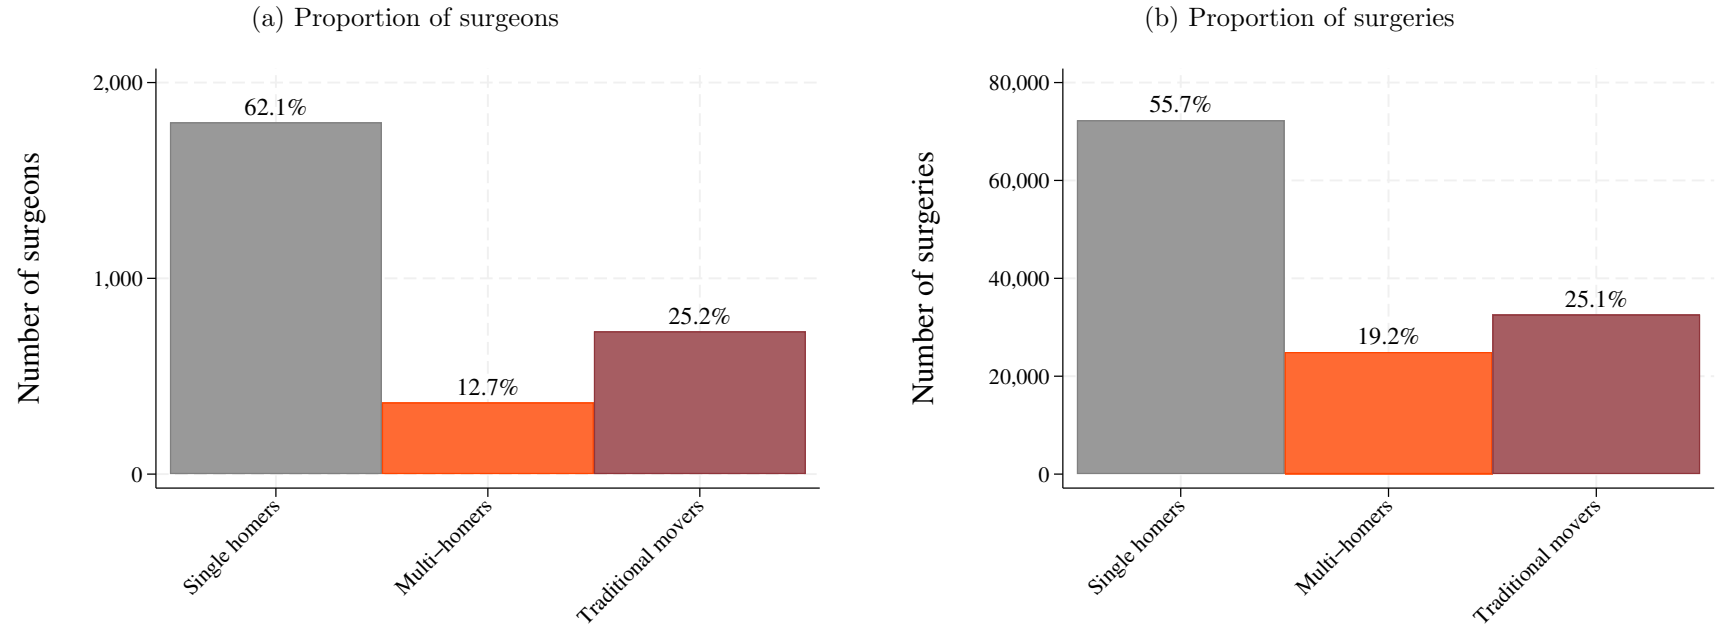 (a) Proportion of surgeons
Number of surgeons
2,000
1,000
0
62.1%
12.7%
25.2%
Single homers
Multi−homers
Traditional movers
(b) Proportion of surgeries
Number of surgeries
80,000
60,000
40,000
20,000
0
55.7%
19.2%
25.1%
Single homers
Multi−homers
Traditional movers